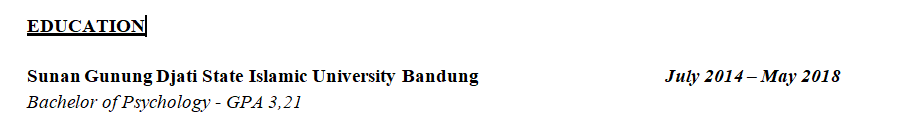 EDUCATION
Sunan Gunung Djati State Islamic University Bandung July 2014 – May 2018
Bachelor of Psychology - GPA 3,21